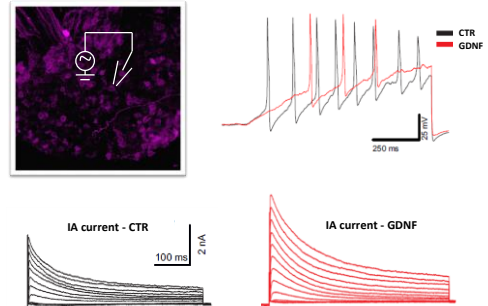 CTR
GDNF
25 mV
250 ms
IA current - CTR
100 ms
2 nA
IA current - GDNF